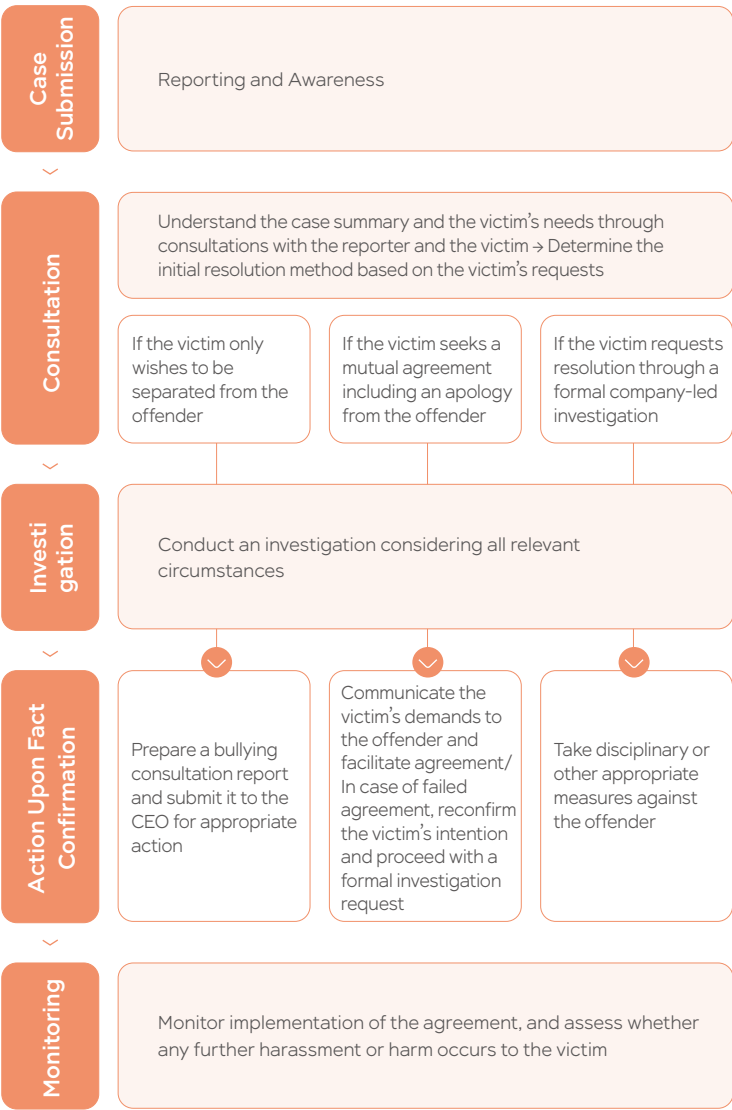 Case
Submission
Reporting and Awareness
Consultation
Understand the case summary and the victim's needs through
consultations with the reporter and the victim → Determine the
initial resolution method based on the victim's requests
If the victim only
wishes to be
separated from the
offender
If the victim seeks a
mutual agreement
including an apology
from the offender
If the victim requests
resolution through a
formal company-led
investigation
Investi
gation
Conduct an investigation considering all relevant
circumstances
Action Upon Fact
Confirmation
Prepare a bullying
consultation report
and submit it to the
CEO for appropriate
action
Communicate the
victim's demands to
the offender and
facilitate agreement/
In case of failed
agreement, reconfirm
the victim's intention
and proceed with a
formal investigation
request
Take disciplinary or
other appropriate
measures against
the offender
Monitoring
Monitor implementation of the agreement, and assess whether
any further harassment or harm occurs to the victim